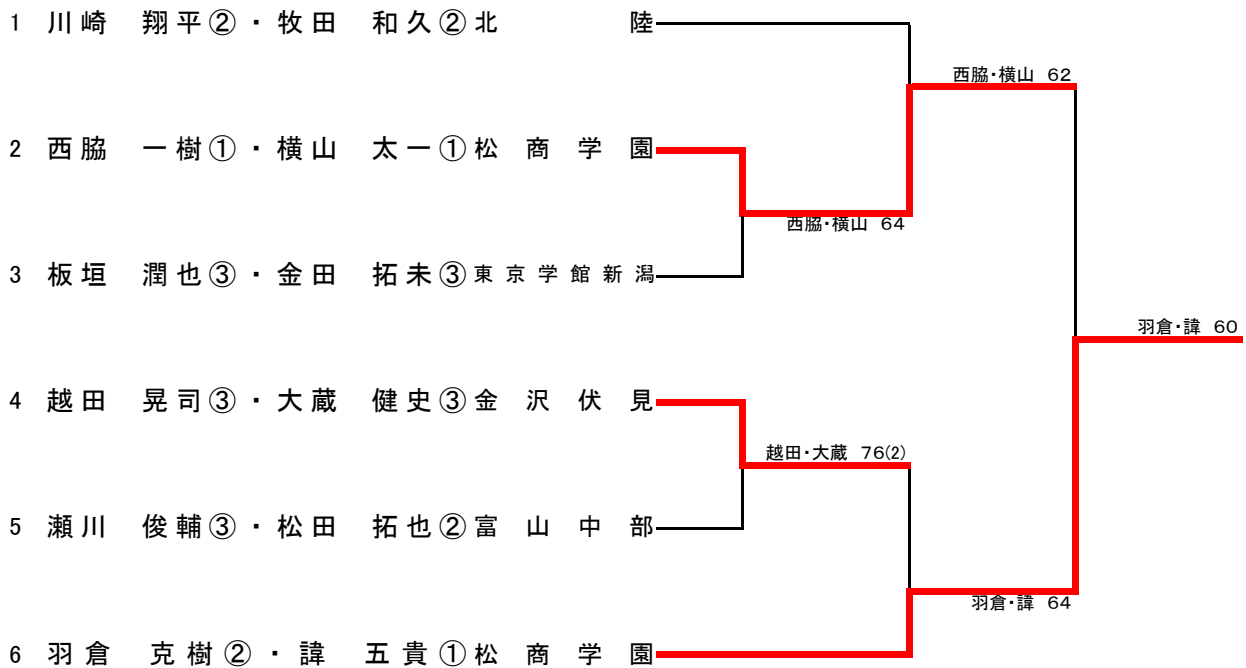 1 川崎 翔平②・牧田 和久② 北陸
西脇・横山 62
2 西脇 一樹①・横山 太一① 松商学園
西脇・横山 64
3 板垣 潤也③・金田 拓未③ 東京学館新潟
羽倉・諱 60
4 越田 晃司③・大蔵 健史③ 金沢伏見
越田・大蔵 76(2)
5 瀬川 俊輔③・松田 拓也② 富山中部
羽倉・諱 64
6 羽倉 克樹②・諱 五貴① 松商学園